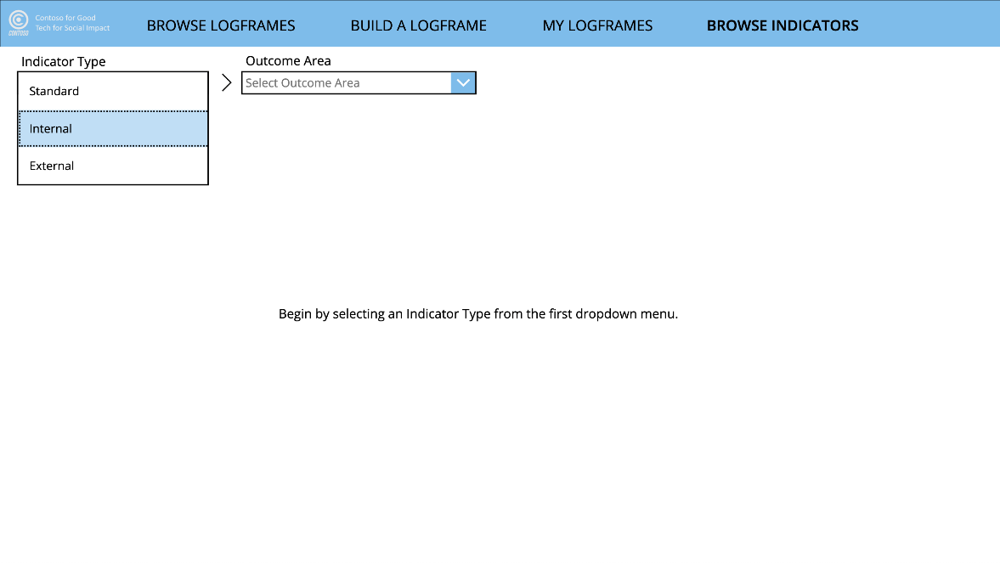 Contoso for Good
Tech for Social Impact
CONTOSO
BROWSE LOGFRAMES
BUILD A LOGFRAME
MY LOGFRAMES
BROWSE INDICATORS
Indicator Type
Standard
Internal
External
Outcome Area
Select Outcome Area
Begin by selecting an Indicator Type from the first dropdown menu.